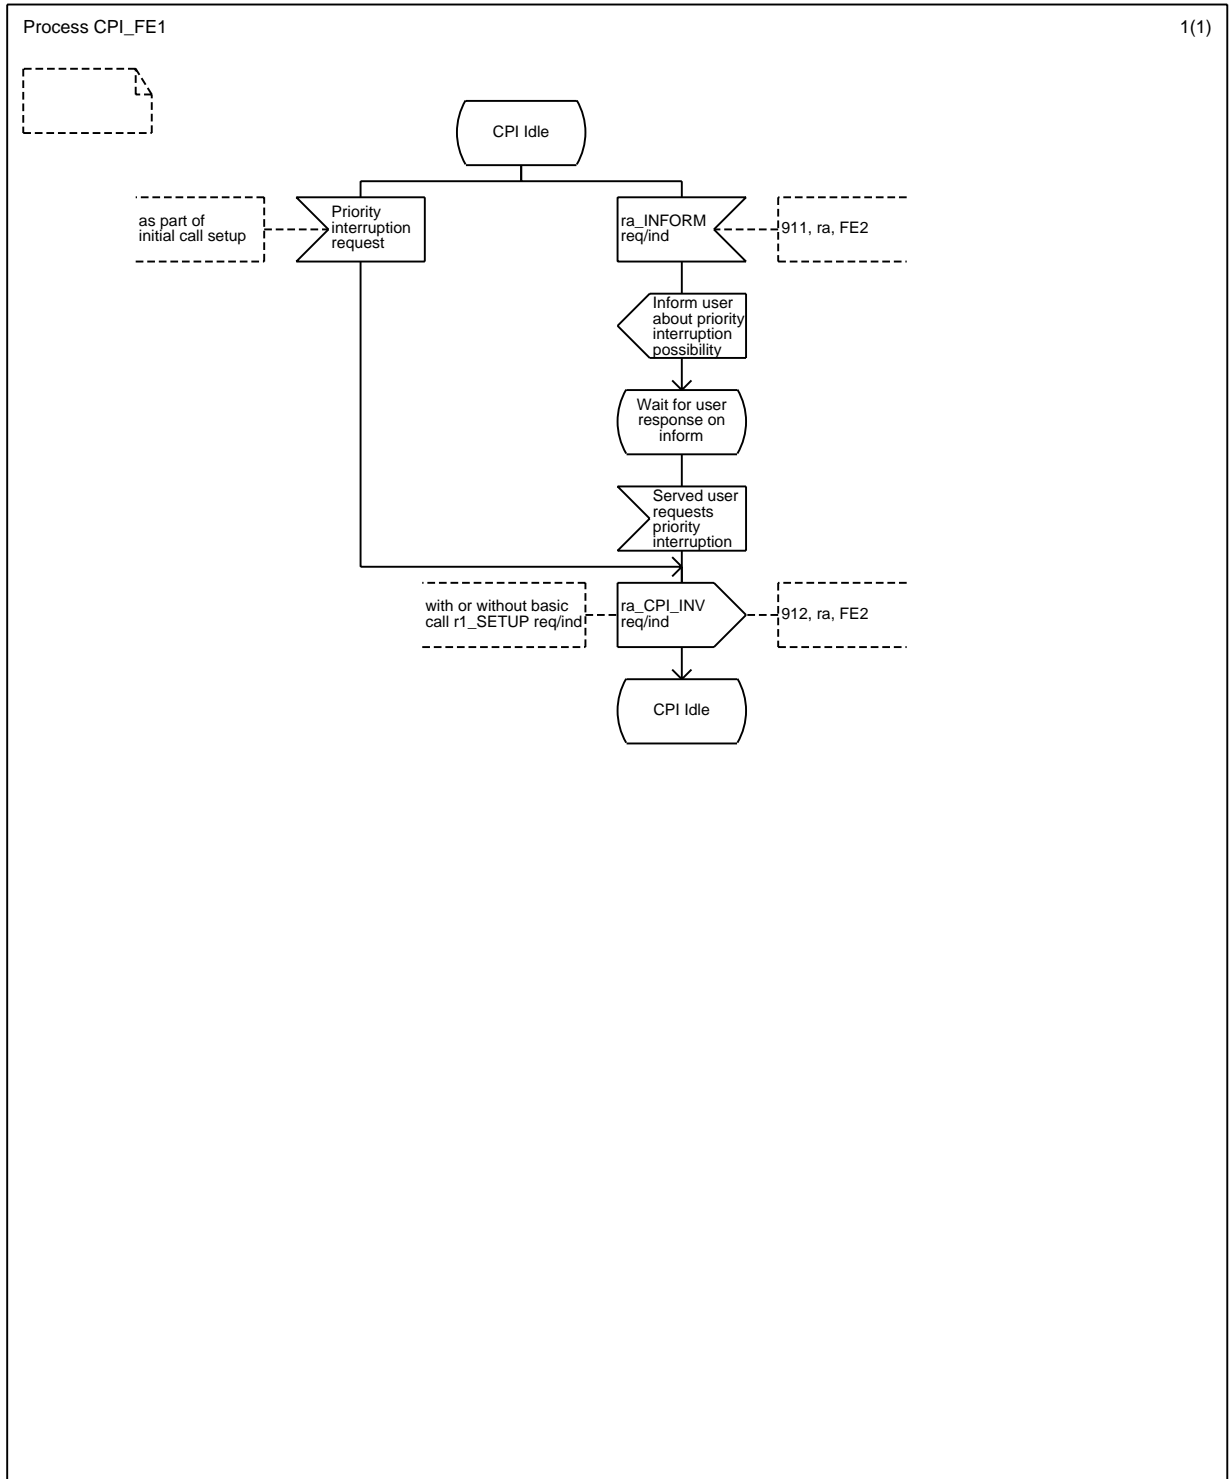 Process CPI_FE1
1(1)
CPI Idle
as part of
initial call setup
Priority
interruption
request
ra_INFORM
req/ind
911, ra, FE2
Inform user
about priority
interruption
possibility
Wait for user
response on
inform
Served user
requests
priority
interruption
with or without basic
call r1_SETUP req/ind
ra_CPI_INV
req/ind
912, ra, FE2
CPI Idle